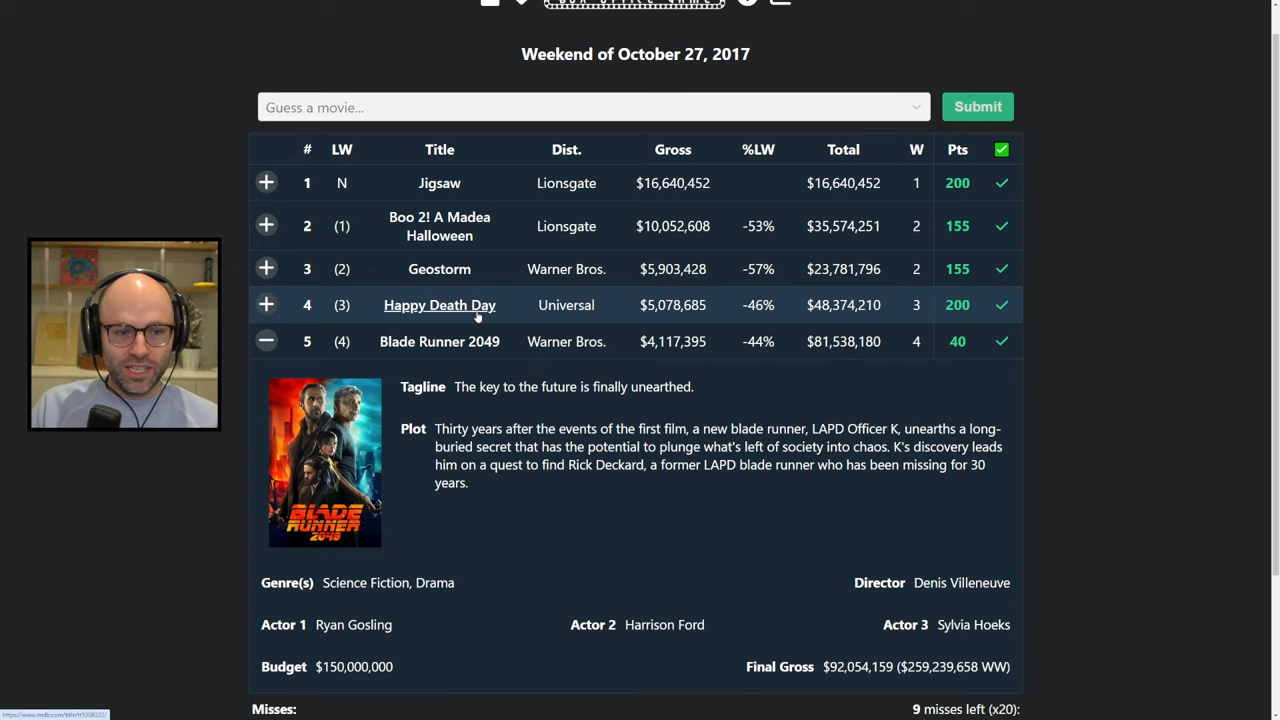 BOX OFFICE GAME
Weekend of October 27, 2017
Guess a movie...
Submit
# LW Title Dist. Gross %LW Total W Pts
1 N Jigsaw Lionsgate $16,640,452 $16,640,452 1 200
2 (1) Boo 2! A Madea Halloween Lionsgate $10,052,608 -53% $35,574,251 2 155
3 (2) Geostorm Warner Bros. $5,903,428 -57% $23,781,796 2 155
4 (3) Happy Death Day Universal $5,078,685 -46% $48,374,210 3 200
5 (4) Blade Runner 2049 Warner Bros. $4,117,395 -44% $81,538,180 4 40
Tagline The key to the future is finally unearthed.
Plot Thirty years after the events of the first film, a new blade runner, LAPD Officer K, unearths a long-
buried secret that has the potential to plunge what's left of society into chaos. K's discovery leads
him on a quest to find Rick Deckard, a former LAPD blade runner who has been missing for 30
years.
BLADE
RUNNER
2049
Genre(s) Science Fiction, Drama Director Denis Villeneuve
Actor 1 Ryan Gosling Actor 2 Harrison Ford Actor 3 Sylvia Hoeks
Budget $150,000,000 Final Gross $92,054,159 ($259,239,658 WW)
Misses: 9 misses left (x20):